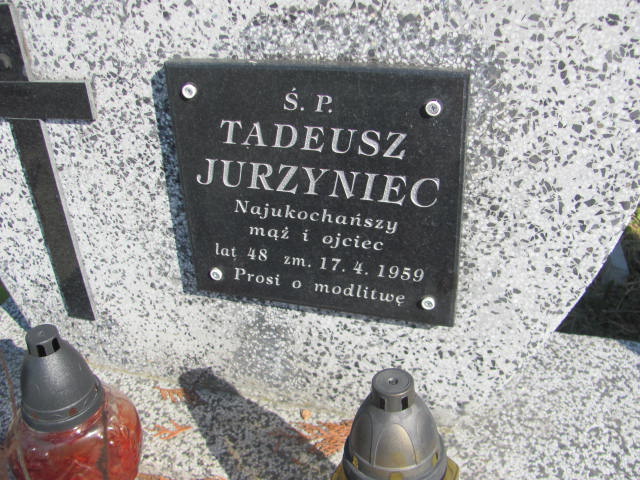 Ś. P.
TADEUSZ
JURZYNIEC
Najukochańszy
mąż i ojciec
lat 48 zm. 17. 4. 1959
Prosi o modlitwę